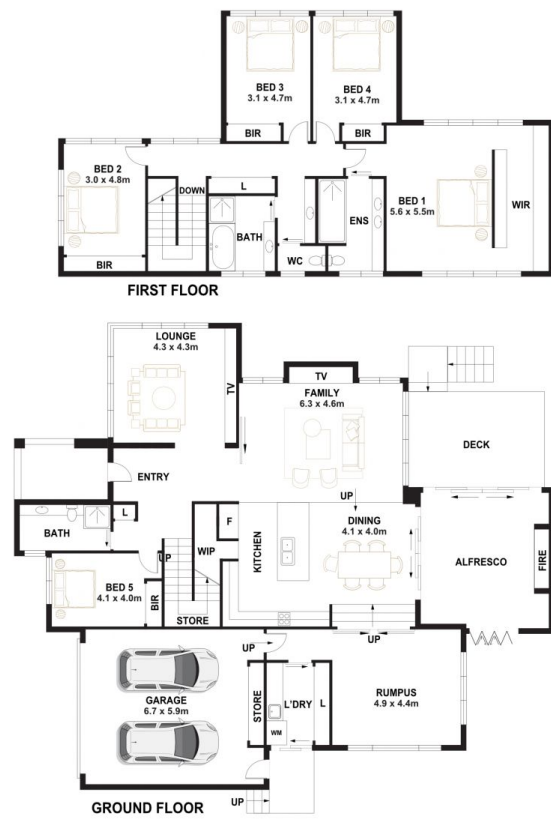 BED 3
3.1 x 4.7m
BED 4
3.1 x 4.7m
BIR
BIR
BED 2
3.0 x 4.8m
DOWN
L
BED 1
5.6 x 5.5m
WIR
ENS
BATH
BIR
WC
FIRST FLOOR
LOUNGE
4.3 x 4.3m
TV
TV
FAMILY
6.3 x 4.6m
DECK
ENTRY
UP
L
F
DINING
4.1 x 4.0m
BATH
KITCHEN
UP
WIP
ALFRESCO
FIRE
BED 5
4.1 x 4.0m
BIR
STORE
UP
UP
GARAGE
6.7 x 5.9m
STORE
L'DRY
L
RUMPUS
4.9 x 4.4m
WM
UP
GROUND FLOOR